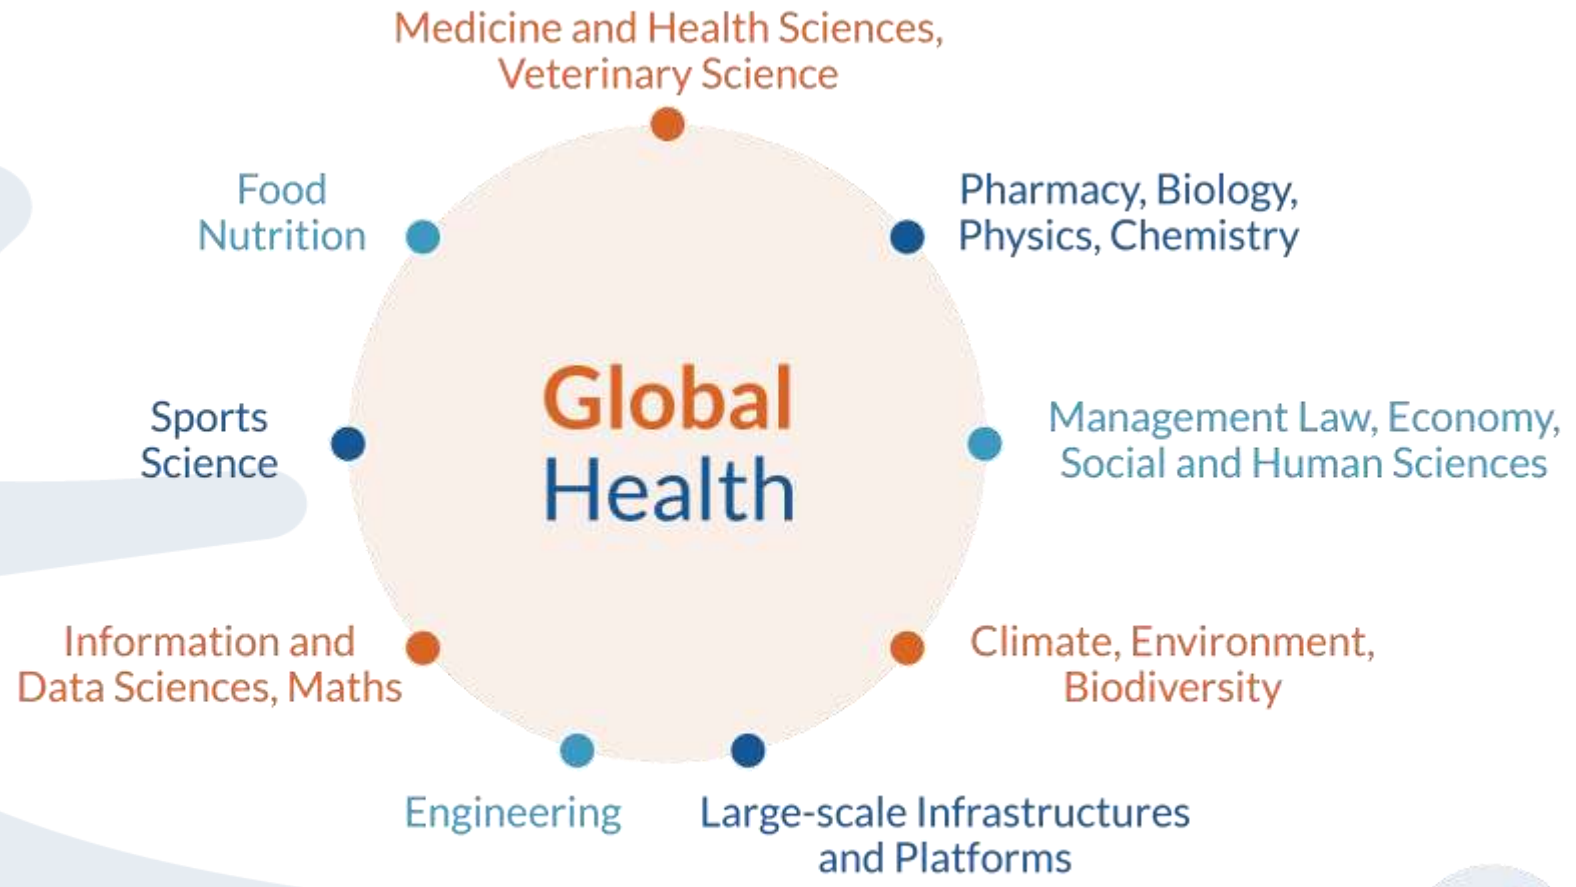 Medicine and Health Sciences,
Veterinary Science
Food
Nutrition
Pharmacy, Biology,
Physics, Chemistry
Global
Health
Sports
Science
Management Law, Economy,
Social and Human Sciences
Information and
Data Sciences, Maths
Climate, Environment,
Biodiversity
Engineering
Large-scale Infrastructures
and Platforms